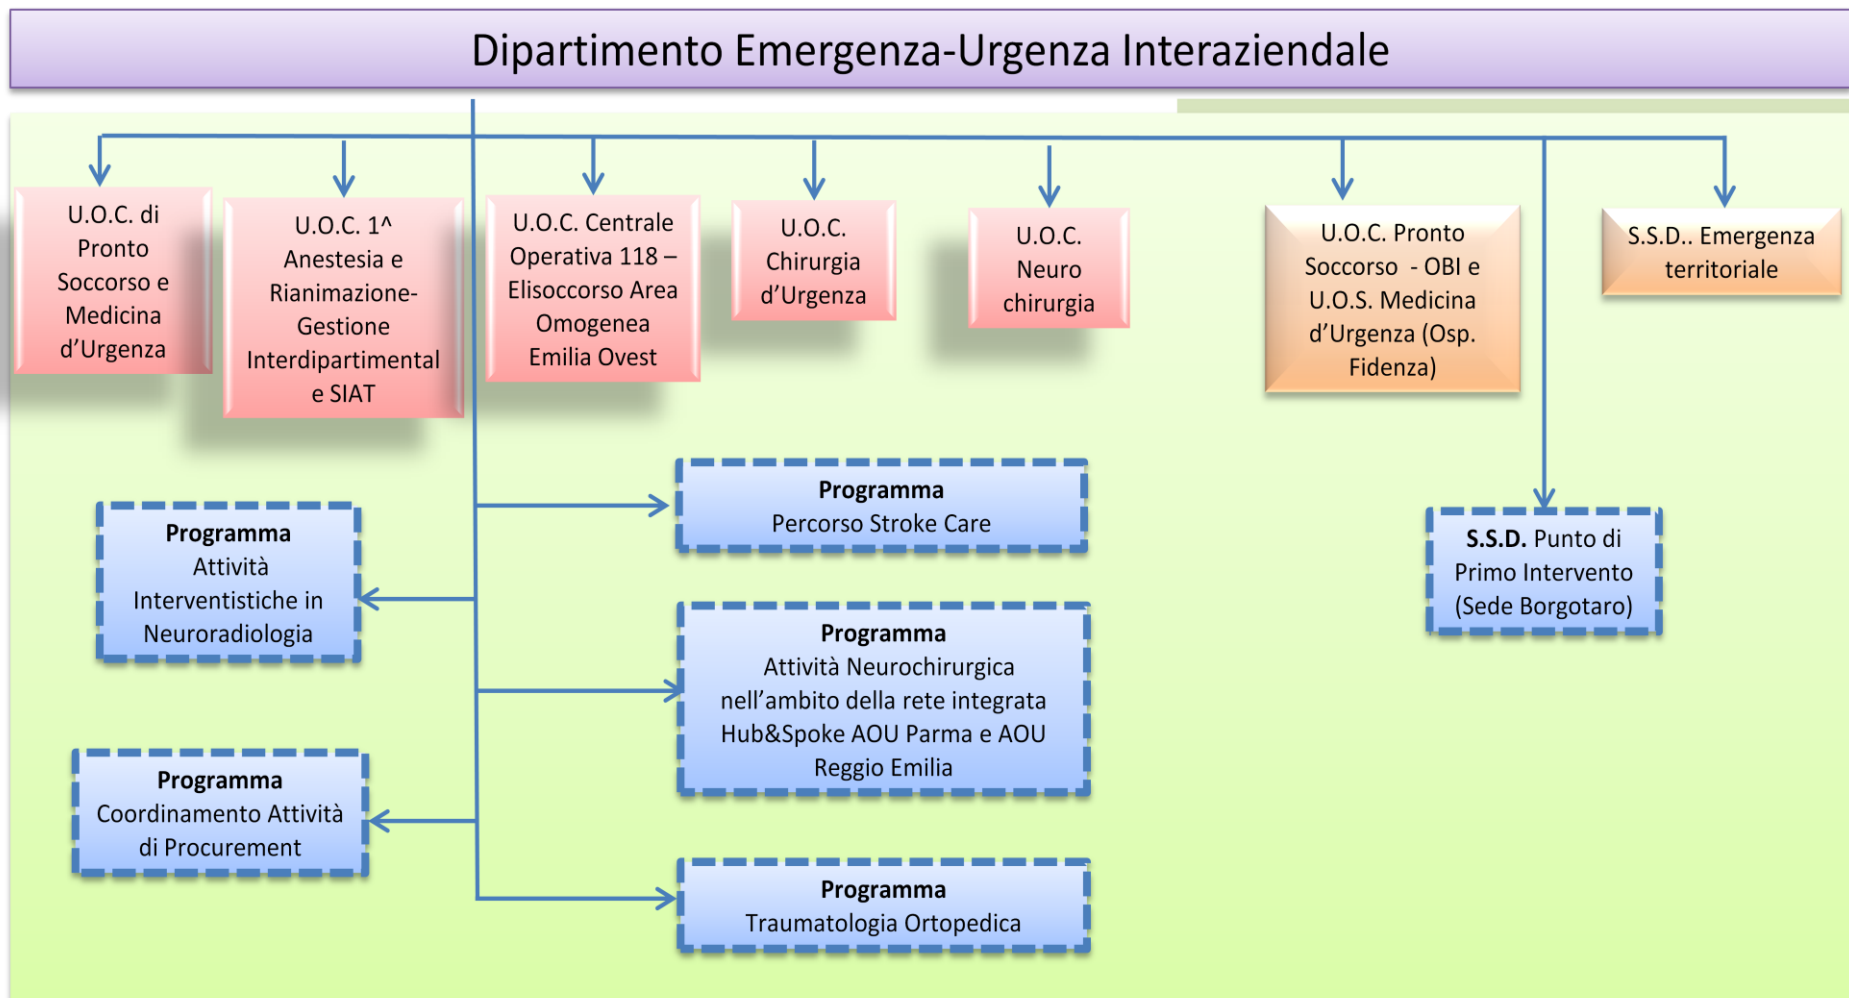 Dipartimento Emergenza-Urgenza Interaziendale
U.O.C. di
Pronto
Soccorso e
Medicina
d’Urgenza
U.O.C. 1^
Anestesia e
Rianimazione-
Gestione
Interdipartimental
e SIAT
U.O.C. Centrale
Operativa 118 –
Elisoccorso Area
Omogenea
Emilia Ovest
U.O.C.
Chirurgia
d’Urgenza
U.O.C.
Neuro
chirurgia
U.O.C. Pronto
Soccorso - OBI e
U.O.S. Medicina
d’Urgenza (Osp.
Fidenza)
S.S.D.. Emergenza
territoriale
Programma
Percorso Stroke Care
Programma
Attività
Interventistiche in
Neuroradiologia
S.S.D. Punto di
Primo Intervento
(Sede Borgotaro)
Programma
Attività Neurochirurgica
nell’ambito della rete integrata
Hub&Spoke AOU Parma e AOU
Reggio Emilia
Programma
Coordinamento Attività
di Procurement
Programma
Traumatologia Ortopedica